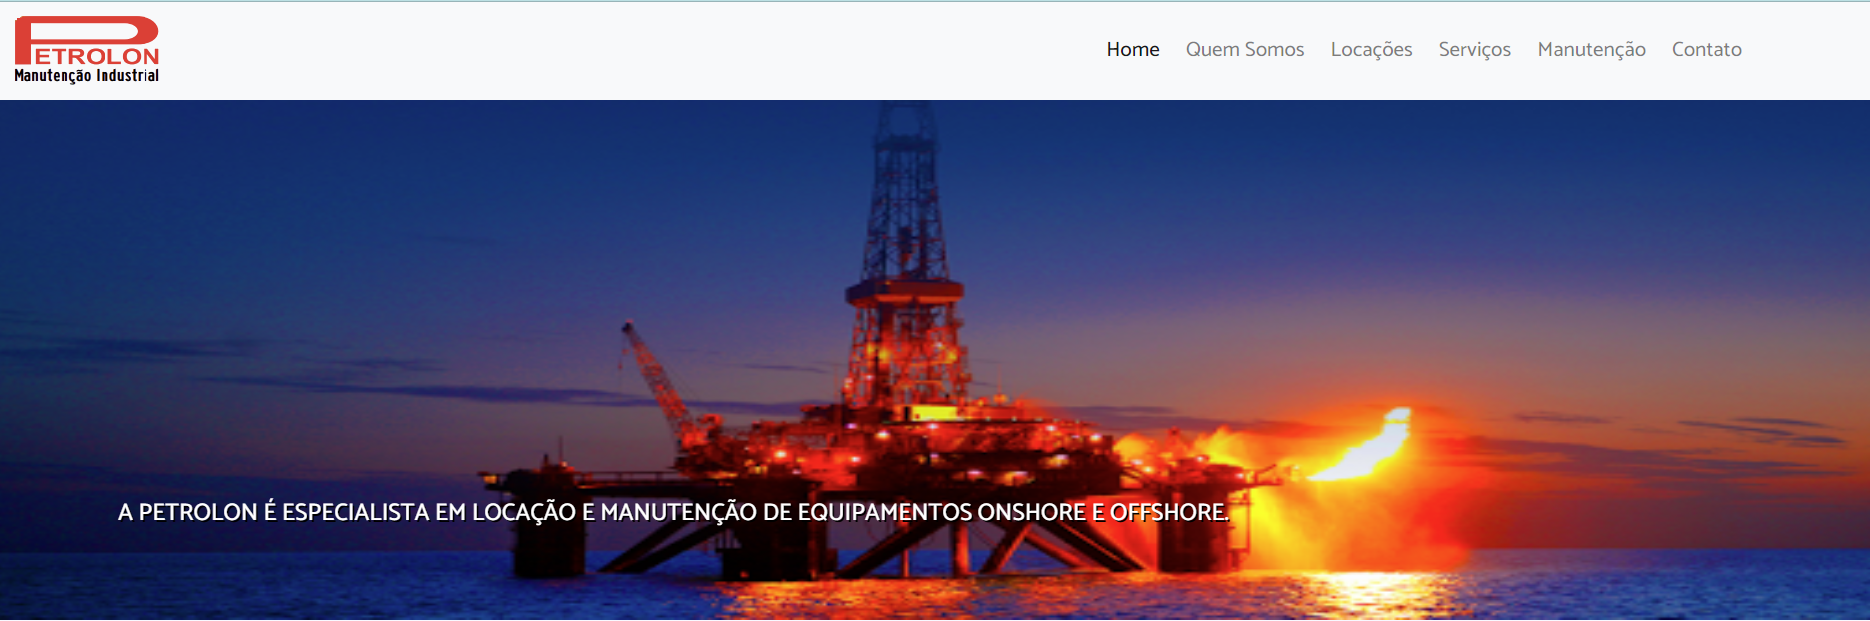 PETROLON
Manutenção Industrial
Home Quem Somos Locações Serviços Manutenção Contato
A PETROLON É ESPECIALISTA EM LOCAÇÃO E MANUTENÇÃO DE EQUIPAMENTOS ONSHORE E OFFSHORE.